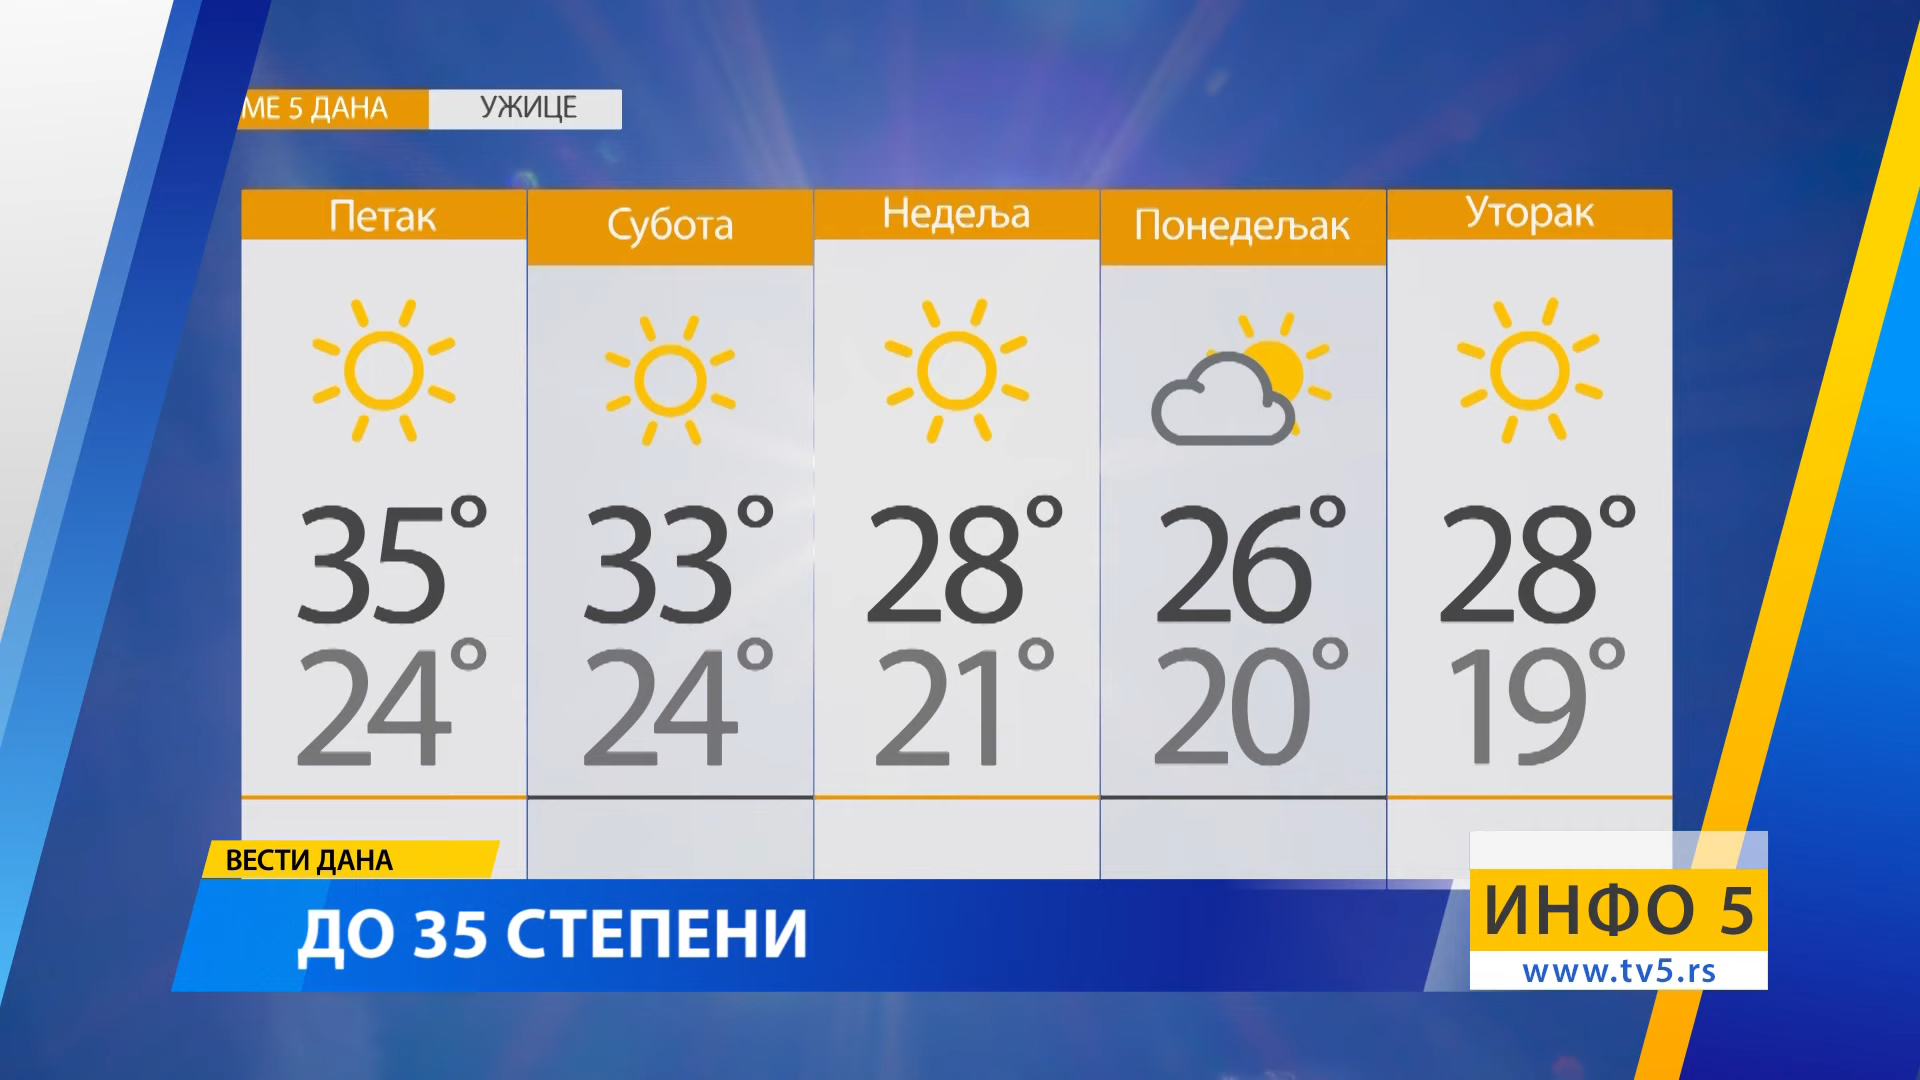 МЕ 5 ДАНА УЖИЦЕ
Петак Субота Недеља Понедељак Уторак
35° 33° 28° 26° 28°
24° 24° 21° 20° 19°
ВЕСТИ ДАНА
ДО 35 СТЕПЕНИ
ИНФО 5
www.tv5.rs